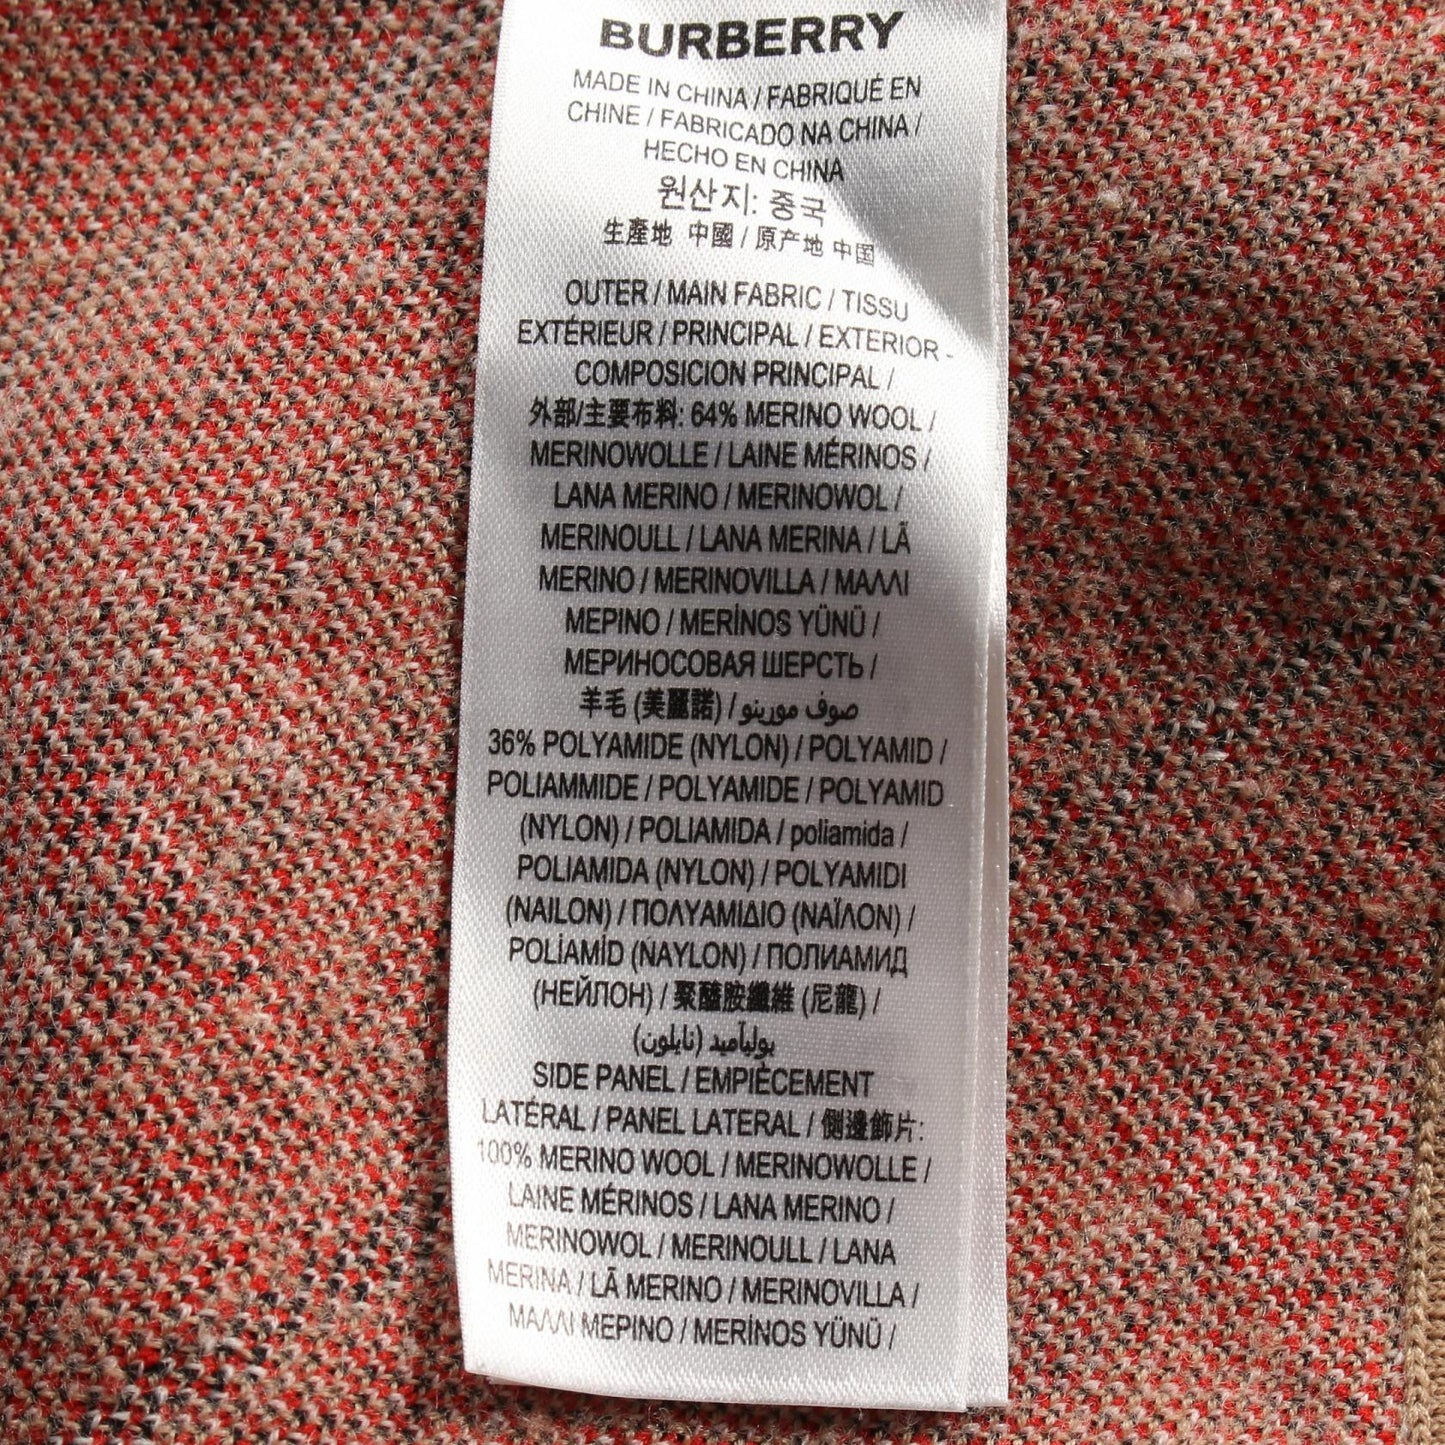 BURBERRY
MADE IN CHINA / FABRIQUÉ EN
CHINE / FABRICADO NA CHINA /
HECHO EN CHINA
원산지: 중국
生產地 中國 / 原产地 中国
OUTER / MAIN FABRIC / TISSU
EXTÉRIEUR / PRINCIPAL / EXTERIOR -
COMPOSICION PRINCIPAL /
外部/主要布料: 64% MERINO WOOL /
MERINOWOLLE / LAINE MÉRINOS /
LANA MERINO / MERINOWOL /
MERINOULL / LANA MERINA / LÃ
MERINO / MERINOVILLA / ΜΑΛΛΙ
ΜΕΡΙΝΟ / MERİNOS YÜNÜ /
МЕРИНОСОВАЯ ШЕРСТЬ /
羊毛 (美麗諾) / صوف مورينو
36% POLYAMIDE (NYLON) / POLYAMID /
POLIAMMIDE / POLYAMIDE / POLYAMID
(NYLON) / POLIAMIDA / poliamida /
POLIAMIDA (NYLON) / POLYAMIDI
(NAILON) / ΠΟΛΥΑΜΙΔΙΟ (ΝΑΪΛΟΝ) /
POLİAMİD (NAYLON) / ПОЛИАМИД
(НЕЙЛОН) / 聚醯胺纖維 (尼龍) /
بولياميد (نايلون)
SIDE PANEL / EMPIÈCEMENT
LATÉRAL / PANEL LATERAL / 側邊飾片:
100% MERINO WOOL / MERINOWOLLE /
LAINE MÉRINOS / LANA MERINO /
MERINOWOL / MERINOULL / LANA
MERINA / LÃ MERINO / MERINOVILLA /
ΜΑΛΛΙ ΜΕΡΙΝΟ / MERİNOS YÜNÜ /